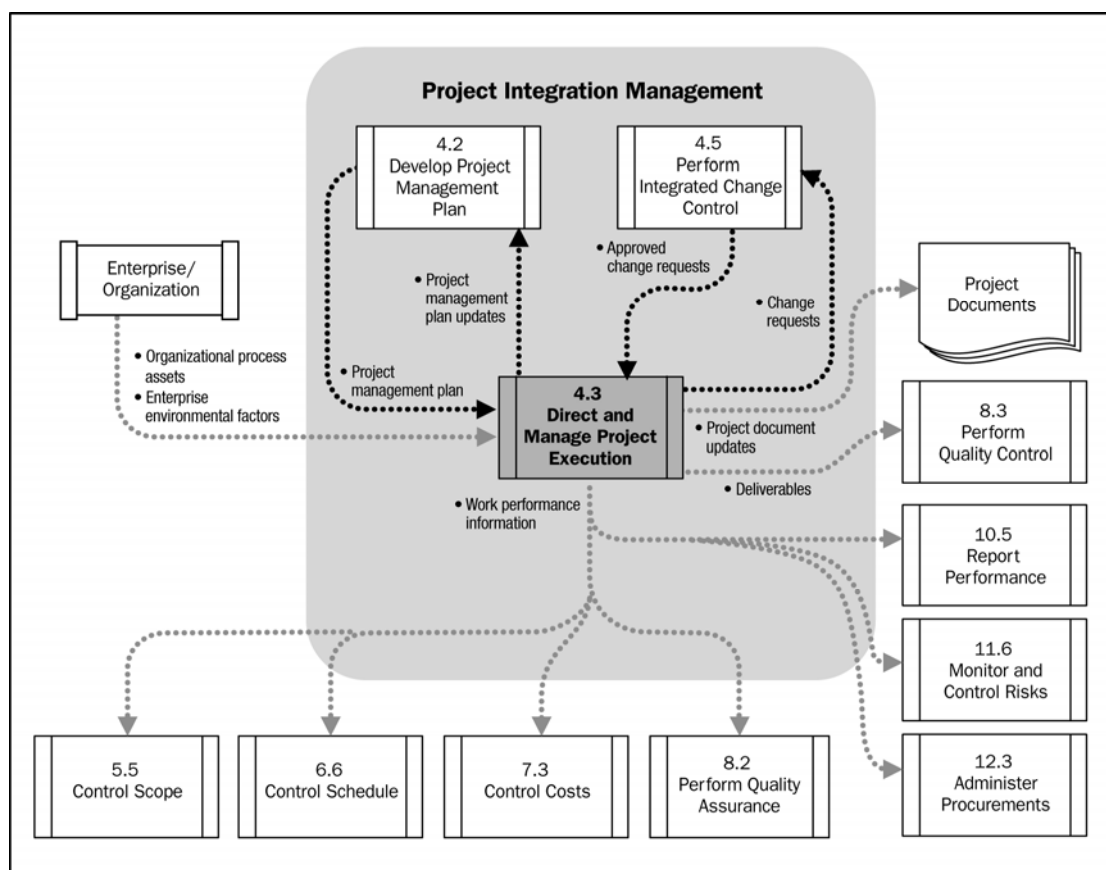 Project Integration Management
4.2
Develop Project
Management
Plan
4.5
Perform
Integrated Change
Control
Enterprise/
Organization
• Approved
change requests
• Project
management
plan updates
• Change
requests
Project
Documents
• Organizational process
assets
• Enterprise
environmental factors
• Project
management plan
4.3
Direct and
Manage Project
Execution
• Project document
updates
8.3
Perform
Quality Control
• Deliverables
• Work performance
information
10.5
Report
Performance
11.6
Monitor and
Control Risks
5.5
Control Scope
6.6
Control Schedule
7.3
Control Costs
8.2
Perform Quality
Assurance
12.3
Administer
Procurements